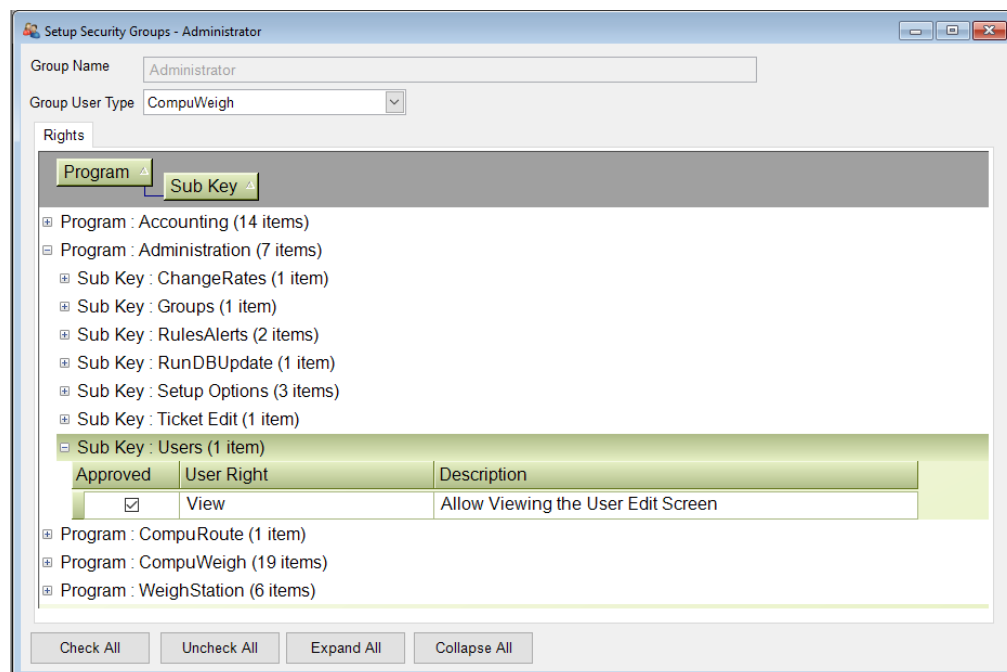 Setup Security Groups - Administrator
Group Name Administrator
Group User Type CompuWeigh
Rights
Program
Sub Key
Program : Accounting (14 items)
Program : Administration (7 items)
Sub Key : ChangeRates (1 item)
Sub Key : Groups (1 item)
Sub Key : RulesAlerts (2 items)
Sub Key : RunDBUpdate (1 item)
Sub Key : Setup Options (3 items)
Sub Key : Ticket Edit (1 item)
Sub Key : Users (1 item)
Approved User Right Description
View Allow Viewing the User Edit Screen
Program : CompuRoute (1 item)
Program : CompuWeigh (19 items)
Program : WeighStation (6 items)
Check All Uncheck All Expand All Collapse All